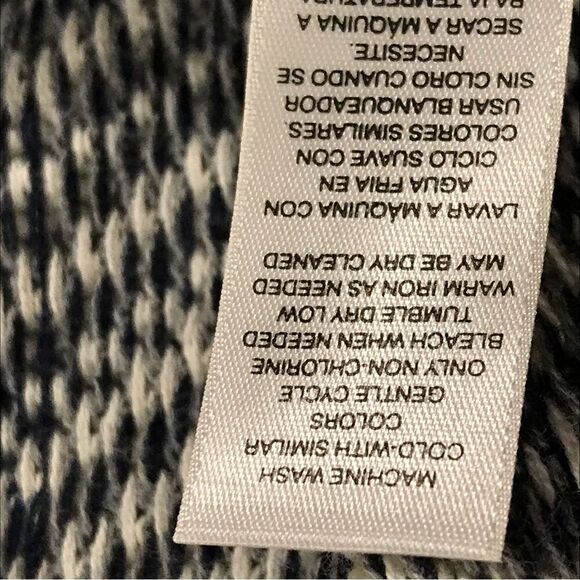 MACHINE WASH
COLD-WITH SIMILAR
COLORS
GENTLE CYCLE
ONLY NON-CHLORINE
BLEACH WHEN NEEDED
TUMBLE DRY LOW
WARM IRON AS NEEDED
MAY BE DRY CLEANED
LAVAR A MÁQUINA CON
AGUA FRIA EN
CICLO SUAVE CON
COLORES SIMILARES.
USAR BLANQUEADOR
SIN CLORO CUANDO SE
NECESITE.
SECAR A MÁQUINA A
BAJA TEMPERATURA